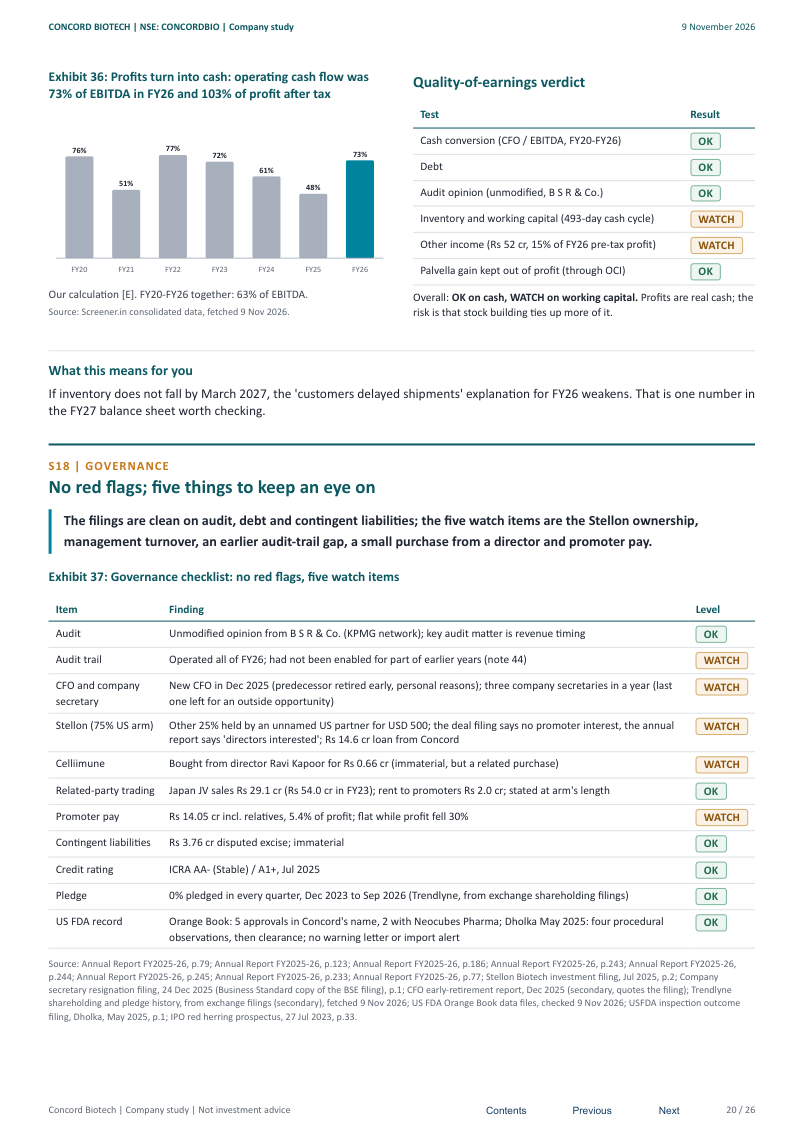 CONCORD BIOTECH | NSE: CONCORDBIO | Company study
9 November 2026
Exhibit 36: Profits turn into cash: operating cash flow was
73% of EBITDA in FY26 and 103% of profit after tax
76%
51%
77%
72%
61%
48%
73%
FY20
FY21
FY22
FY23
FY24
FY25
FY26
Our calculation [E]. FY20-FY26 together: 63% of EBITDA.
Source: Screener.in consolidated data, fetched 9 Nov 2026.
Quality-of-earnings verdict
Test Result
Cash conversion (CFO / EBITDA, FY20-FY26) OK
Debt OK
Audit opinion (unmodified, B S R & Co.) OK
Inventory and working capital (493-day cash cycle) WATCH
Other income (Rs 52 cr, 15% of FY26 pre-tax profit) WATCH
Palvella gain kept out of profit (through OCI) OK
Overall: OK on cash, WATCH on working capital. Profits are real cash; the
risk is that stock building ties up more of it.
What this means for you
If inventory does not fall by March 2027, the 'customers delayed shipments' explanation for FY26 weakens. That is one number in
the FY27 balance sheet worth checking.
S18 | GOVERNANCE
No red flags; five things to keep an eye on
The filings are clean on audit, debt and contingent liabilities; the five watch items are the Stellon ownership,
management turnover, an earlier audit-trail gap, a small purchase from a director and promoter pay.
Exhibit 37: Governance checklist: no red flags, five watch items
Item Finding Level
Audit Unmodified opinion from B S R & Co. (KPMG network); key audit matter is revenue timing OK
Audit trail Operated all of FY26; had not been enabled for part of earlier years (note 44) WATCH
CFO and company New CFO in Dec 2025 (predecessor retired early, personal reasons); three company secretaries in a year (last WATCH
secretary one left for an outside opportunity)
Stellon (75% US arm) Other 25% held by an unnamed US partner for USD 500; the deal filing says no promoter interest, the annual WATCH
report says 'directors interested'; Rs 14.6 cr loan from Concord
Celliimune Bought from director Ravi Kapoor for Rs 0.66 cr (immaterial, but a related purchase) WATCH
Related-party trading Japan JV sales Rs 29.1 cr (Rs 54.0 cr in FY23); rent to promoters Rs 2.0 cr; stated at arm's length OK
Promoter pay Rs 14.05 cr incl. relatives, 5.4% of profit; flat while profit fell 30% WATCH
Contingent liabilities Rs 3.76 cr disputed excise; immaterial OK
Credit rating ICRA AA- (Stable) / A1+, Jul 2025 OK
Pledge 0% pledged in every quarter, Dec 2023 to Sep 2026 (Trendlyne, from exchange shareholding filings) OK
US FDA record Orange Book: 5 approvals in Concord's name, 2 with Neocubes Pharma; Dholka May 2025: four procedural OK
observations, then clearance; no warning letter or import alert
Source: Annual Report FY2025-26, p.79; Annual Report FY2025-26, p.123; Annual Report FY2025-26, p.186; Annual Report FY2025-26, p.243; Annual Report FY2025-26,
p.244; Annual Report FY2025-26, p.245; Annual Report FY2025-26, p.233; Annual Report FY2025-26, p.77; Stellon Biotech investment filing, Jul 2025, p.2; Company
secretary resignation filing, 24 Dec 2025 (Business Standard copy of the BSE filing), p.1; CFO early-retirement report, Dec 2025 (secondary, quotes the filing); Trendlyne
shareholding and pledge history, from exchange filings (secondary), fetched 9 Nov 2026; US FDA Orange Book data files, checked 9 Nov 2026; USFDA inspection outcome
filing, Dholka, May 2025, p.1; IPO red herring prospectus, 27 Jul 2023, p.33.
Concord Biotech | Company study | Not investment advice
Contents Previous Next 20 / 26